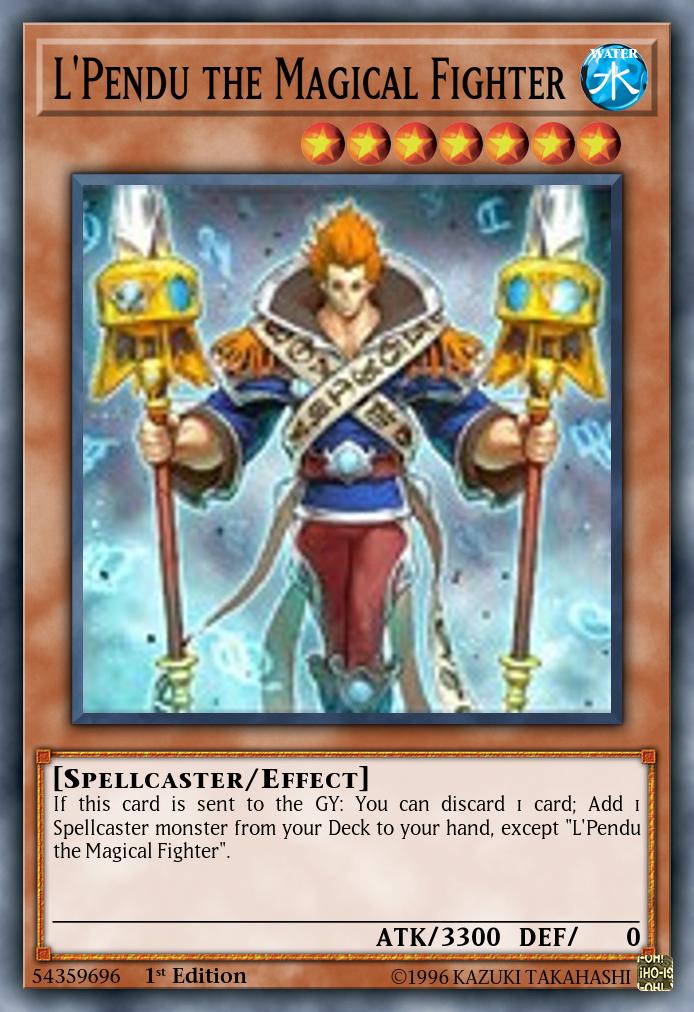 L'Pendu the Magical Fighter
WATER
水
[Spellcaster/Effect]
If this card is sent to the GY: You can discard 1 card; Add 1
Spellcaster monster from your Deck to your hand, except "L'Pendu
the Magical Fighter".
ATK/3300 DEF/ 0
54359696 1st Edition ©1996 KAZUKI TAKAHASHI